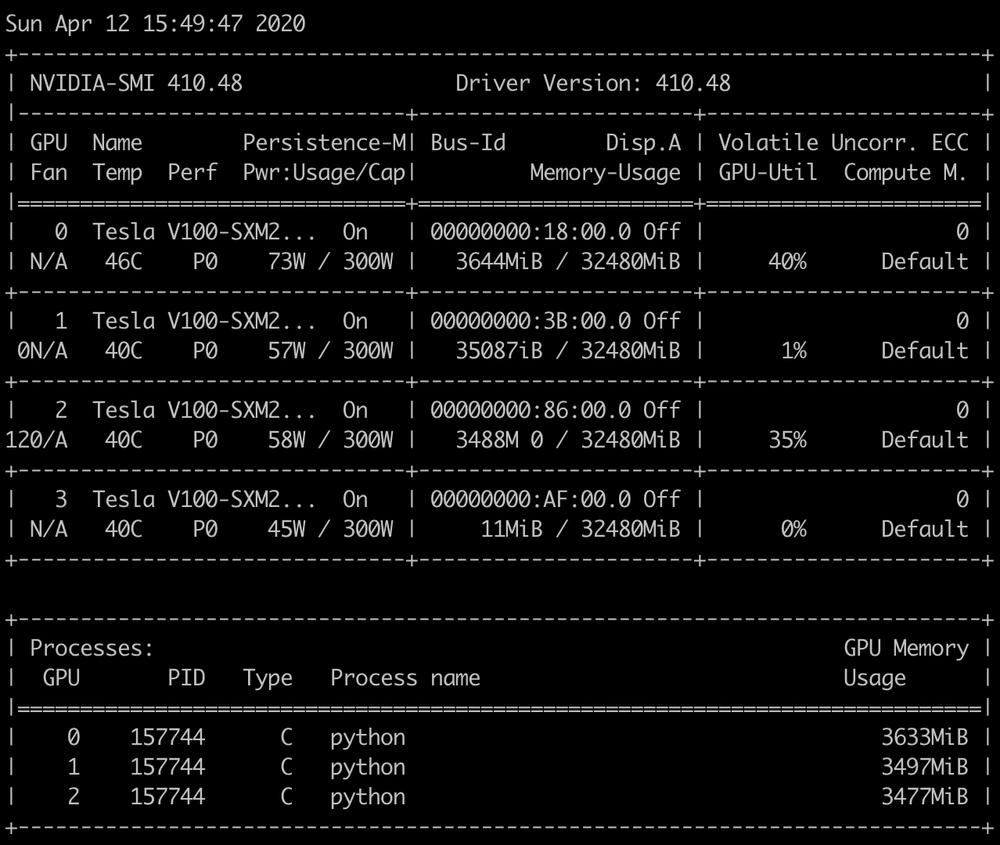 Sun Apr 12 15:49:47 2020
+-----------------------------------------------------------------------------+
| NVIDIA-SMI 410.48                 Driver Version: 410.48                    |
|-------------------------------+----------------------+----------------------+
| GPU  Name        Persistence-M| Bus-Id        Disp.A | Volatile Uncorr. ECC |
| Fan  Temp  Perf  Pwr:Usage/Cap|         Memory-Usage | GPU-Util  Compute M. |
|===============================+======================+======================|
|   0  Tesla V100-SXM2...  On   | 00000000:18:00.0 Off |                    0 |
| N/A   46C    P0    73W / 300W |   3644MiB / 32480MiB |     40%      Default |
+-------------------------------+----------------------+----------------------+
|   1  Tesla V100-SXM2...  On   | 00000000:3B:00.0 Off |                    0 |
 0N/A   40C    P0    57W / 300W |   35087iB / 32480MiB |      1%      Default |
+-------------------------------+----------------------+----------------------+
|   2  Tesla V100-SXM2...  On   | 00000000:86:00.0 Off |                    0 |
120/A   40C    P0    58W / 300W |   3488M 0 / 32480MiB |     35%      Default |
+-------------------------------+----------------------+----------------------+
|   3  Tesla V100-SXM2...  On   | 00000000:AF:00.0 Off |                    0 |
| N/A   40C    P0    45W / 300W |     11MiB / 32480MiB |      0%      Default |
+-------------------------------+----------------------+----------------------+

+-----------------------------------------------------------------------------+
| Processes:                                                       GPU Memory |
|  GPU       PID   Type   Process name                             Usage      |
|=============================================================================|
|    0    157744      C   python                                      3633MiB |
|    1    157744      C   python                                      3497MiB |
|    2    157744      C   python                                      3477MiB |
+-----------------------------------------------------------------------------+